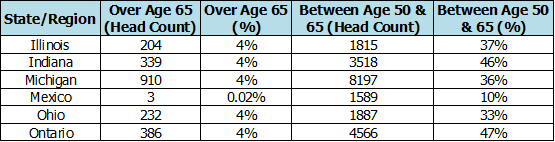 State/Region Over Age 65 (Head Count) Over Age 65 (%) Between Age 50 & 65 (Head Count) Between Age 50 & 65 (%)
Illinois 204 4% 1815 37%
Indiana 339 4% 3518 46%
Michigan 910 4% 8197 36%
Mexico 3 0.02% 1589 10%
Ohio 232 4% 1887 33%
Ontario 386 4% 4566 47%